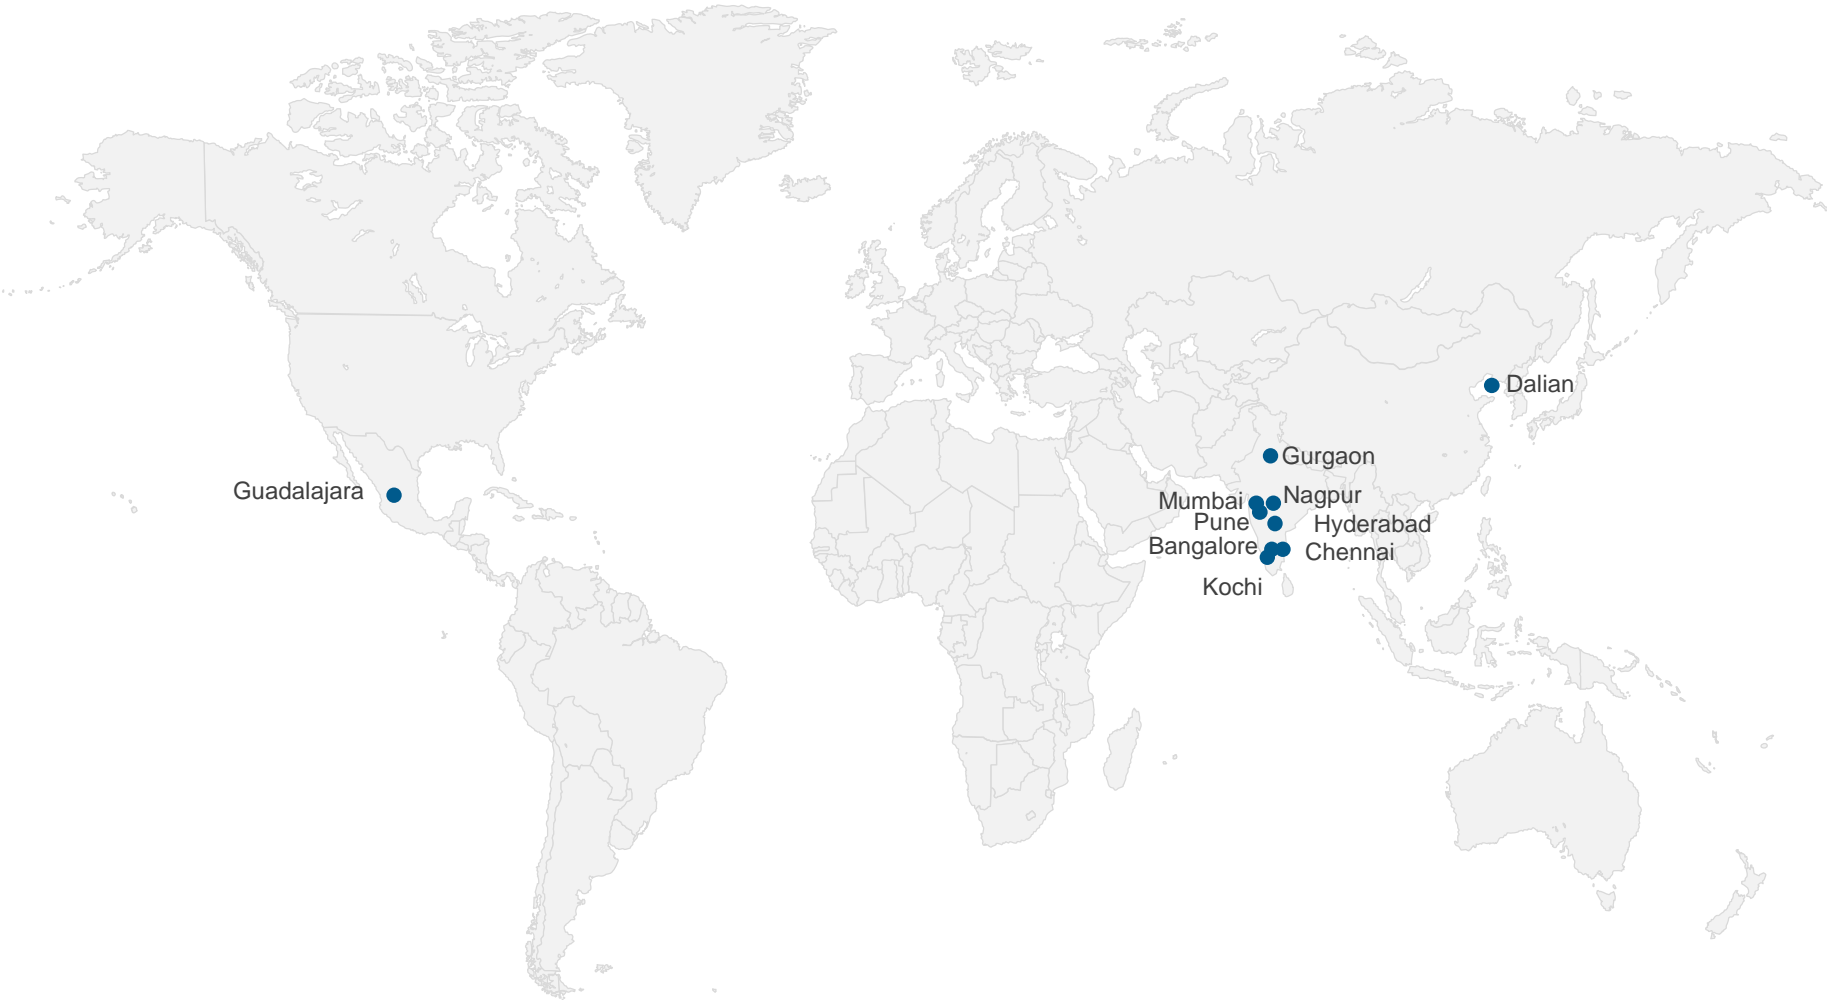 Dalian
Gurgaon
Guadalajara
Mumbai
Nagpur
Pune
Hyderabad
Bangalore
Chennai
Kochi